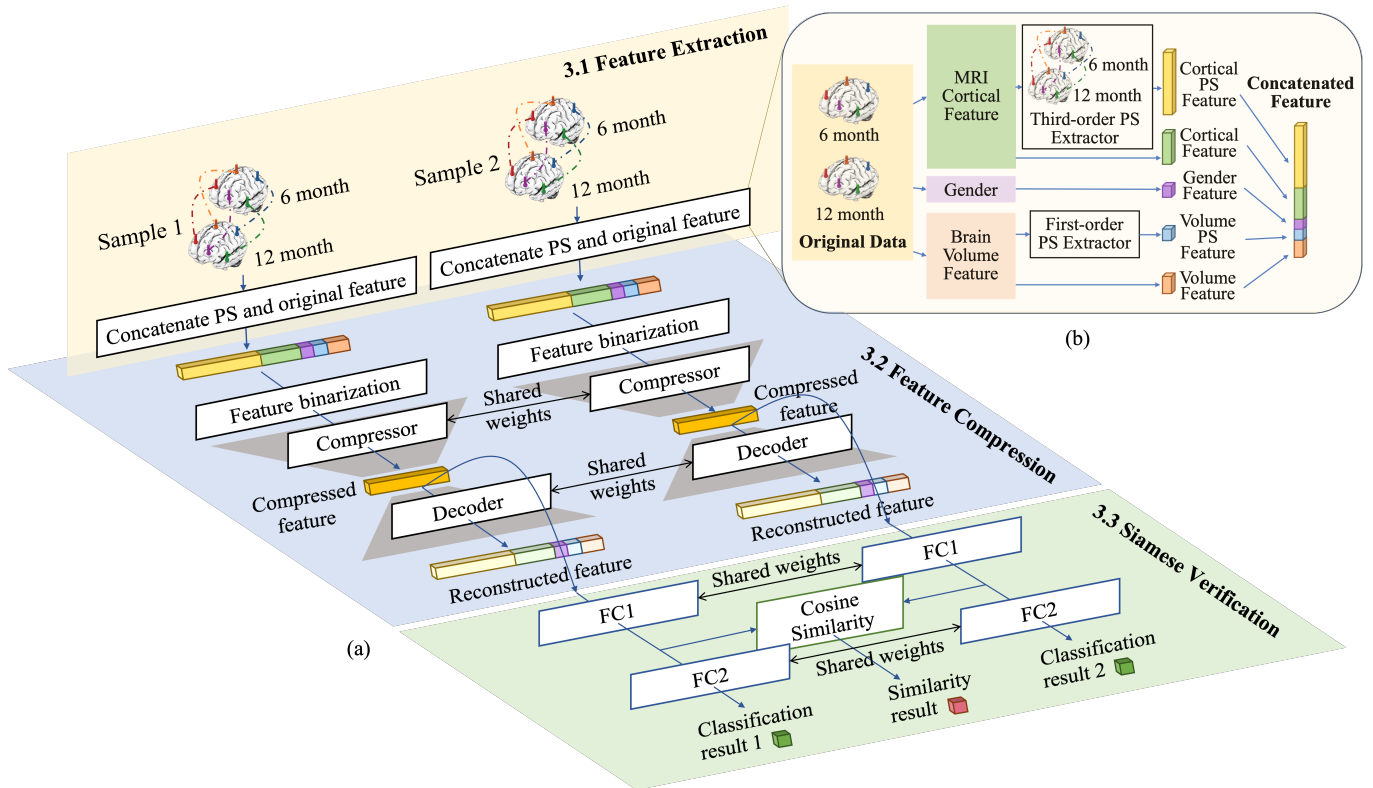 3.1 Feature Extraction
Sample 1
6 month
12 month
Sample 2
6 month
12 month
Concatenate PS and original feature
Concatenate PS and original feature
3.2 Feature Compression
Feature binarization
Feature binarization
Compressor
Shared
weights
Compressor
Compressed
feature
Compressed
feature
Decoder
Shared
weights
Decoder
Reconstructed feature
Reconstructed feature
3.3 Siamese Verification
FC1
Shared weights
FC1
Cosine
Similarity
FC2
Shared weights
FC2
Classification
result 1
Similarity
result
Classification
result 2
(a)
6 month
12 month
Original Data
MRI
Cortical
Feature
6 month
12 month
Third-order PS
Extractor
Cortical
PS
Feature
Cortical
Feature
Gender
Gender
Feature
Brain
Volume
Feature
First-order
PS Extractor
Volume
PS
Feature
Volume
Feature
Concatenated
Feature
(b)